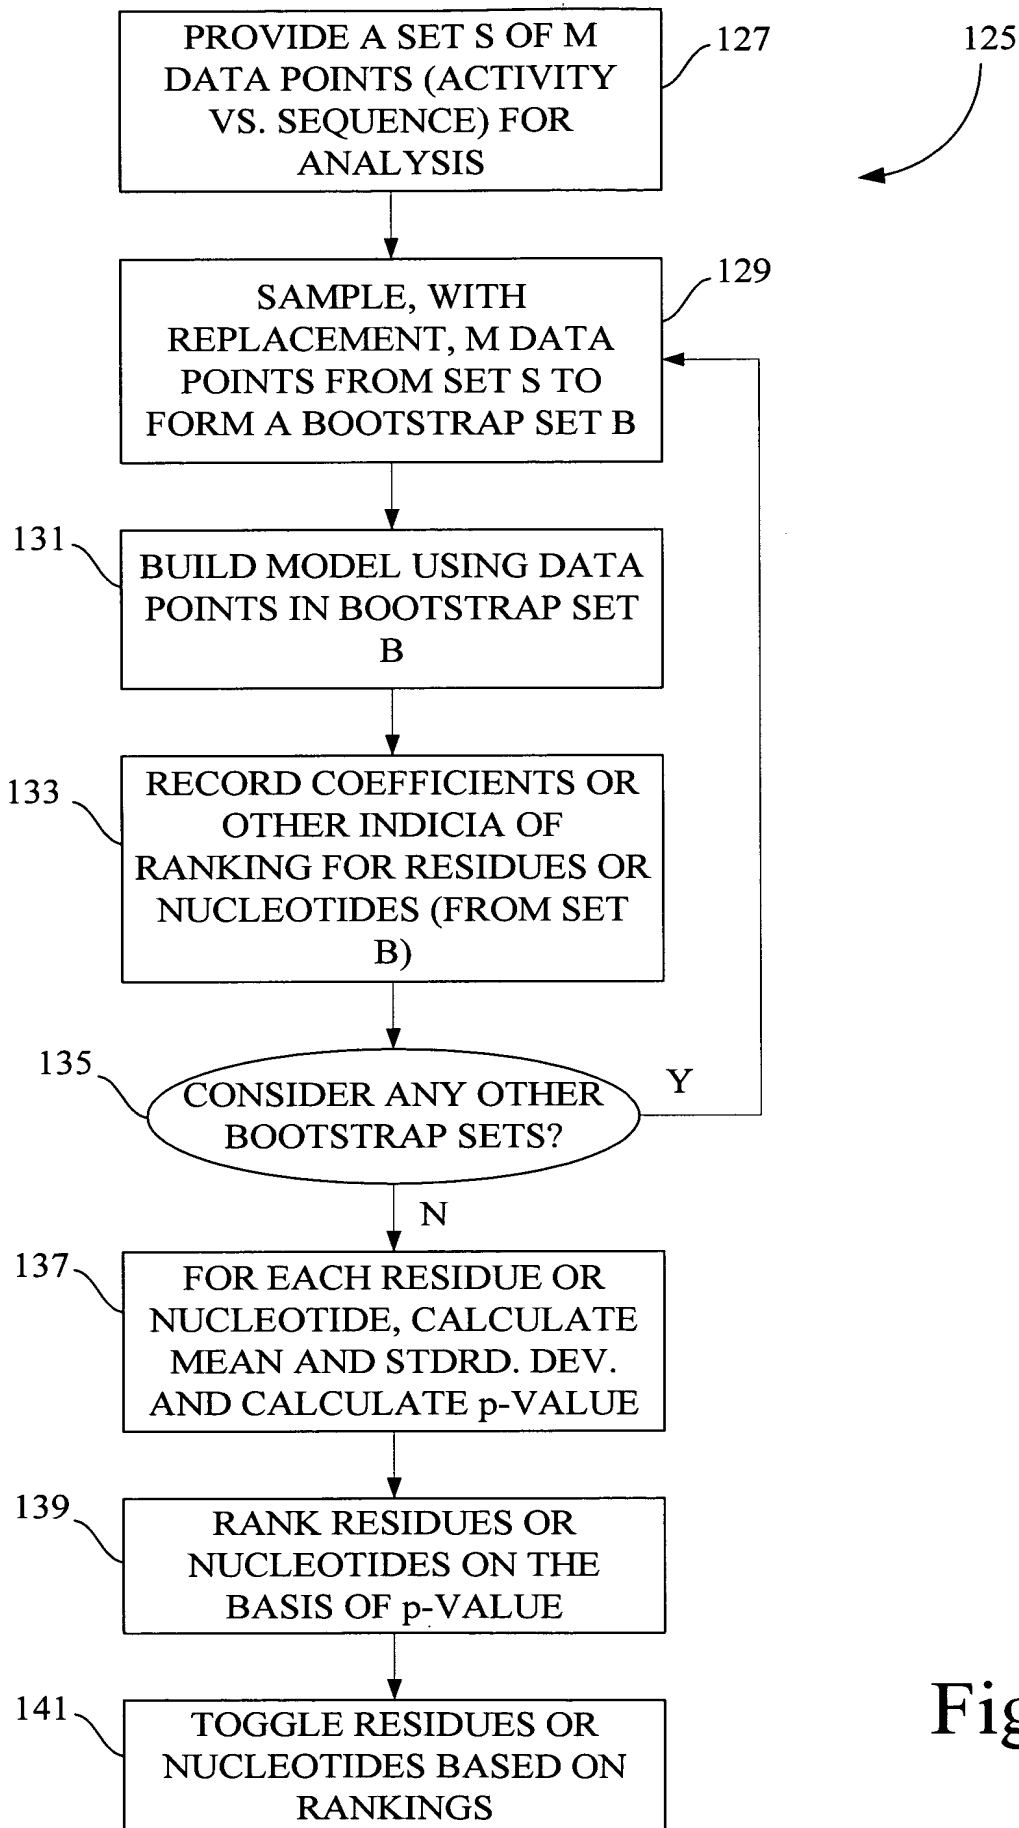 PROVIDE A SET S OF M
DATA POINTS (ACTIVITY
VS. SEQUENCE) FOR
ANALYSIS
127
125
SAMPLE, WITH
REPLACEMENT, M DATA
POINTS FROM SET S TO
FORM A BOOTSTRAP SET B
129
131
BUILD MODEL USING DATA
POINTS IN BOOTSTRAP SET
B
133
RECORD COEFFICIENTS OR
OTHER INDICIA OF
RANKING FOR RESIDUES OR
NUCLEOTIDES (FROM SET
B)
135
CONSIDER ANY OTHER
BOOTSTRAP SETS?
Y
N
137
FOR EACH RESIDUE OR
NUCLEOTIDE, CALCULATE
MEAN AND STDRD. DEV.
AND CALCULATE p-VALUE
139
RANK RESIDUES OR
NUCLEOTIDES ON THE
BASIS OF p-VALUE
141
TOGGLE RESIDUES OR
NUCLEOTIDES BASED ON
RANKINGS
Fig